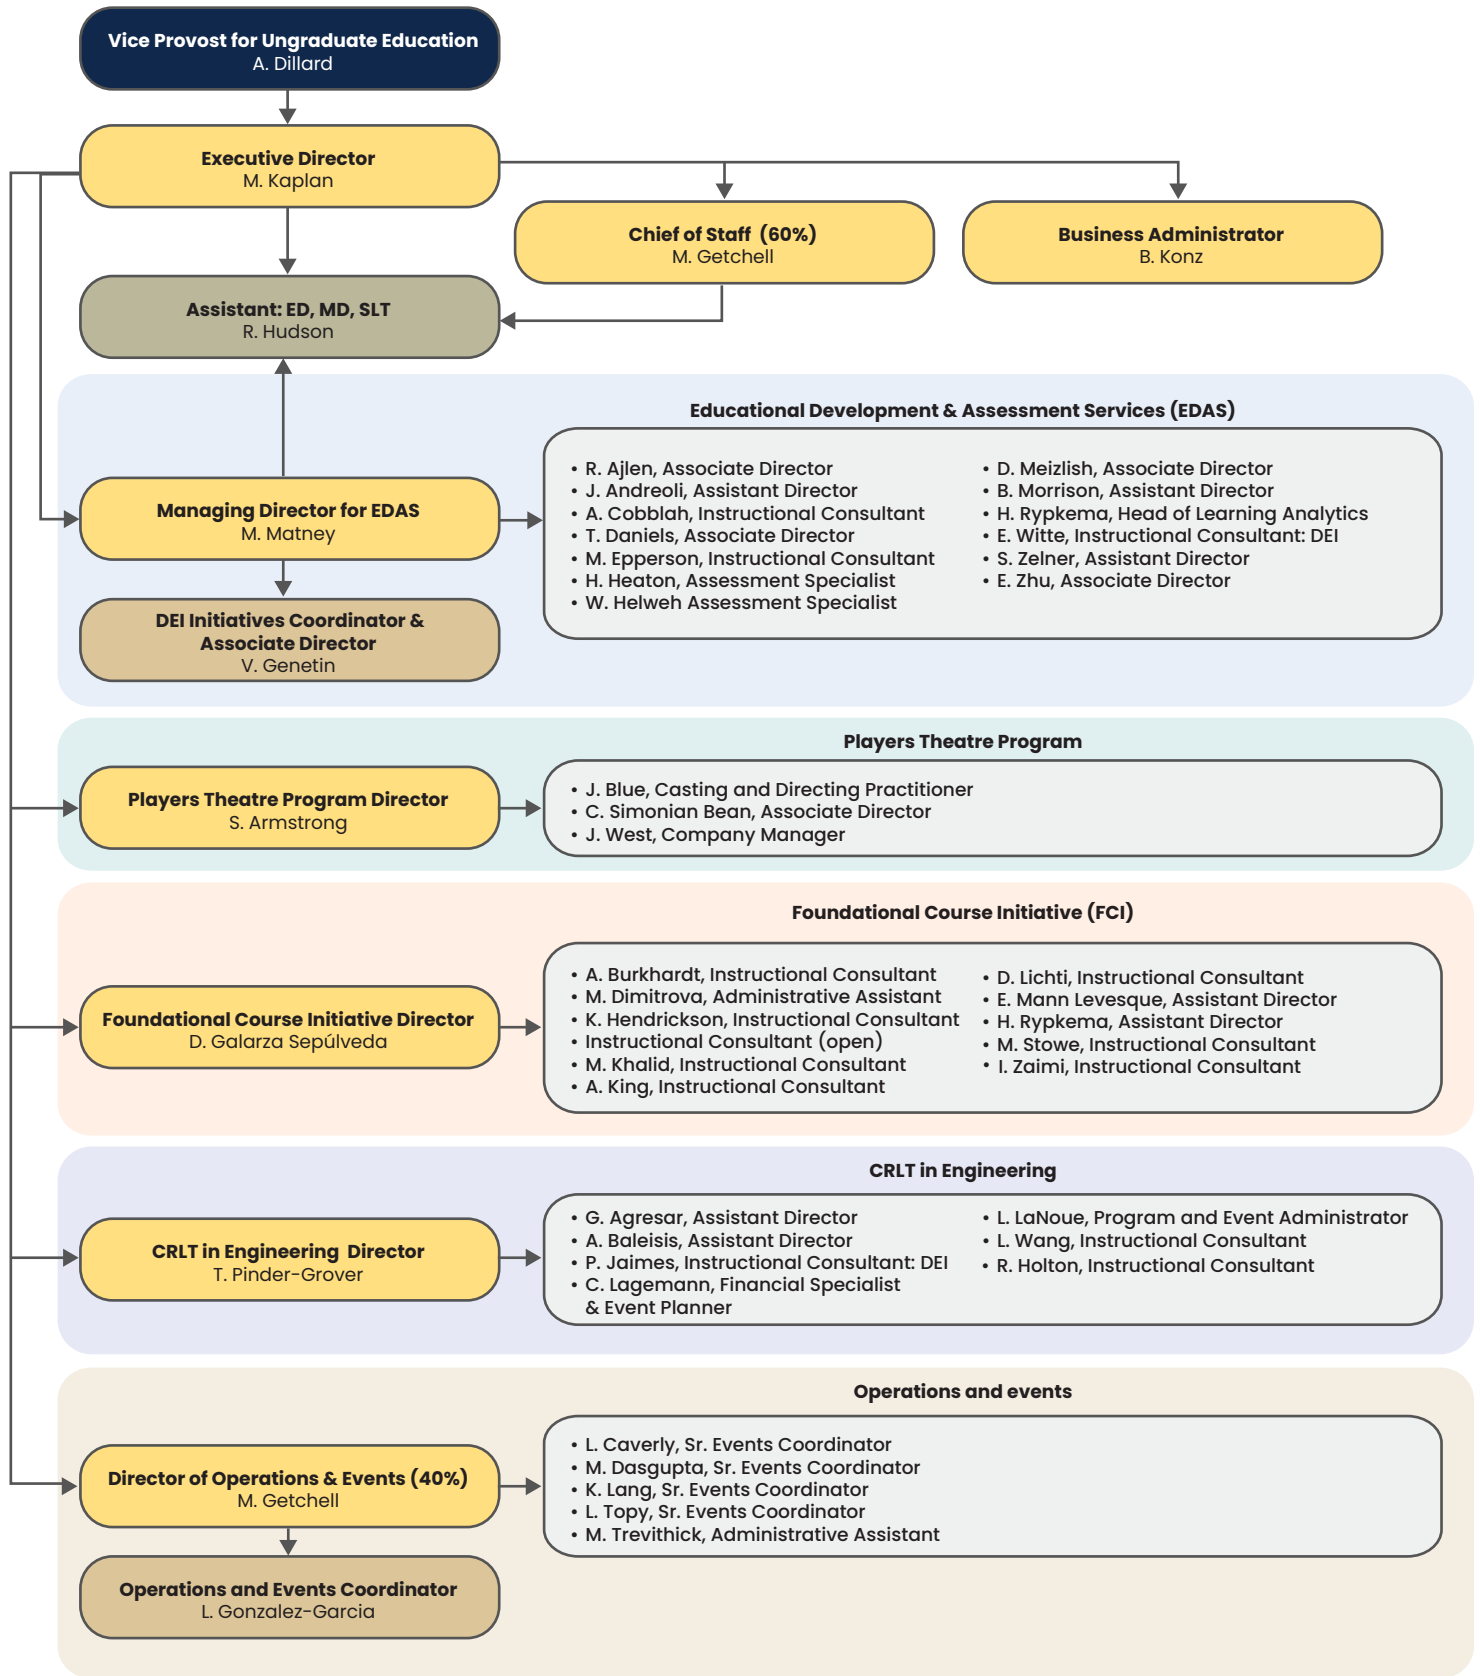 Vice Provost for Ungraduate Education
A. Dillard
Executive Director
M. Kaplan
Chief of Staff (60%)
M. Getchell
Business Administrator
B. Konz
Assistant: ED, MD, SLT
R. Hudson
Educational Development & Assessment Services (EDAS)
Managing Director for EDAS
M. Matney
DEI Initiatives Coordinator &
Associate Director
V. Genetin
• R. Ajlen, Associate Director
• J. Andreoli, Assistant Director
• A. Cobblah, Instructional Consultant
• T. Daniels, Associate Director
• M. Epperson, Instructional Consultant
• H. Heaton, Assessment Specialist
• W. Helweh Assessment Specialist
• D. Meizlish, Associate Director
• B. Morrison, Assistant Director
• H. Rypkema, Head of Learning Analytics
• E. Witte, Instructional Consultant: DEI
• S. Zelner, Assistant Director
• E. Zhu, Associate Director
Players Theatre Program
Players Theatre Program Director
S. Armstrong
• J. Blue, Casting and Directing Practitioner
• C. Simonian Bean, Associate Director
• J. West, Company Manager
Foundational Course Initiative (FCI)
Foundational Course Initiative Director
D. Galarza Sepúlveda
• A. Burkhardt, Instructional Consultant
• M. Dimitrova, Administrative Assistant
• K. Hendrickson, Instructional Consultant
• Instructional Consultant (open)
• M. Khalid, Instructional Consultant
• A. King, Instructional Consultant
• D. Lichti, Instructional Consultant
• E. Mann Levesque, Assistant Director
• H. Rypkema, Assistant Director
• M. Stowe, Instructional Consultant
• I. Zaimi, Instructional Consultant
CRLT in Engineering
CRLT in Engineering Director
T. Pinder-Grover
• G. Agresar, Assistant Director
• A. Baleisis, Assistant Director
• P. Jaimes, Instructional Consultant: DEI
• C. Lagemann, Financial Specialist
& Event Planner
• L. LaNoue, Program and Event Administrator
• L. Wang, Instructional Consultant
• R. Holton, Instructional Consultant
Operations and events
Director of Operations & Events (40%)
M. Getchell
Operations and Events Coordinator
L. Gonzalez-Garcia
• L. Caverly, Sr. Events Coordinator
• M. Dasgupta, Sr. Events Coordinator
• K. Lang, Sr. Events Coordinator
• L. Topy, Sr. Events Coordinator
• M. Trevithick, Administrative Assistant